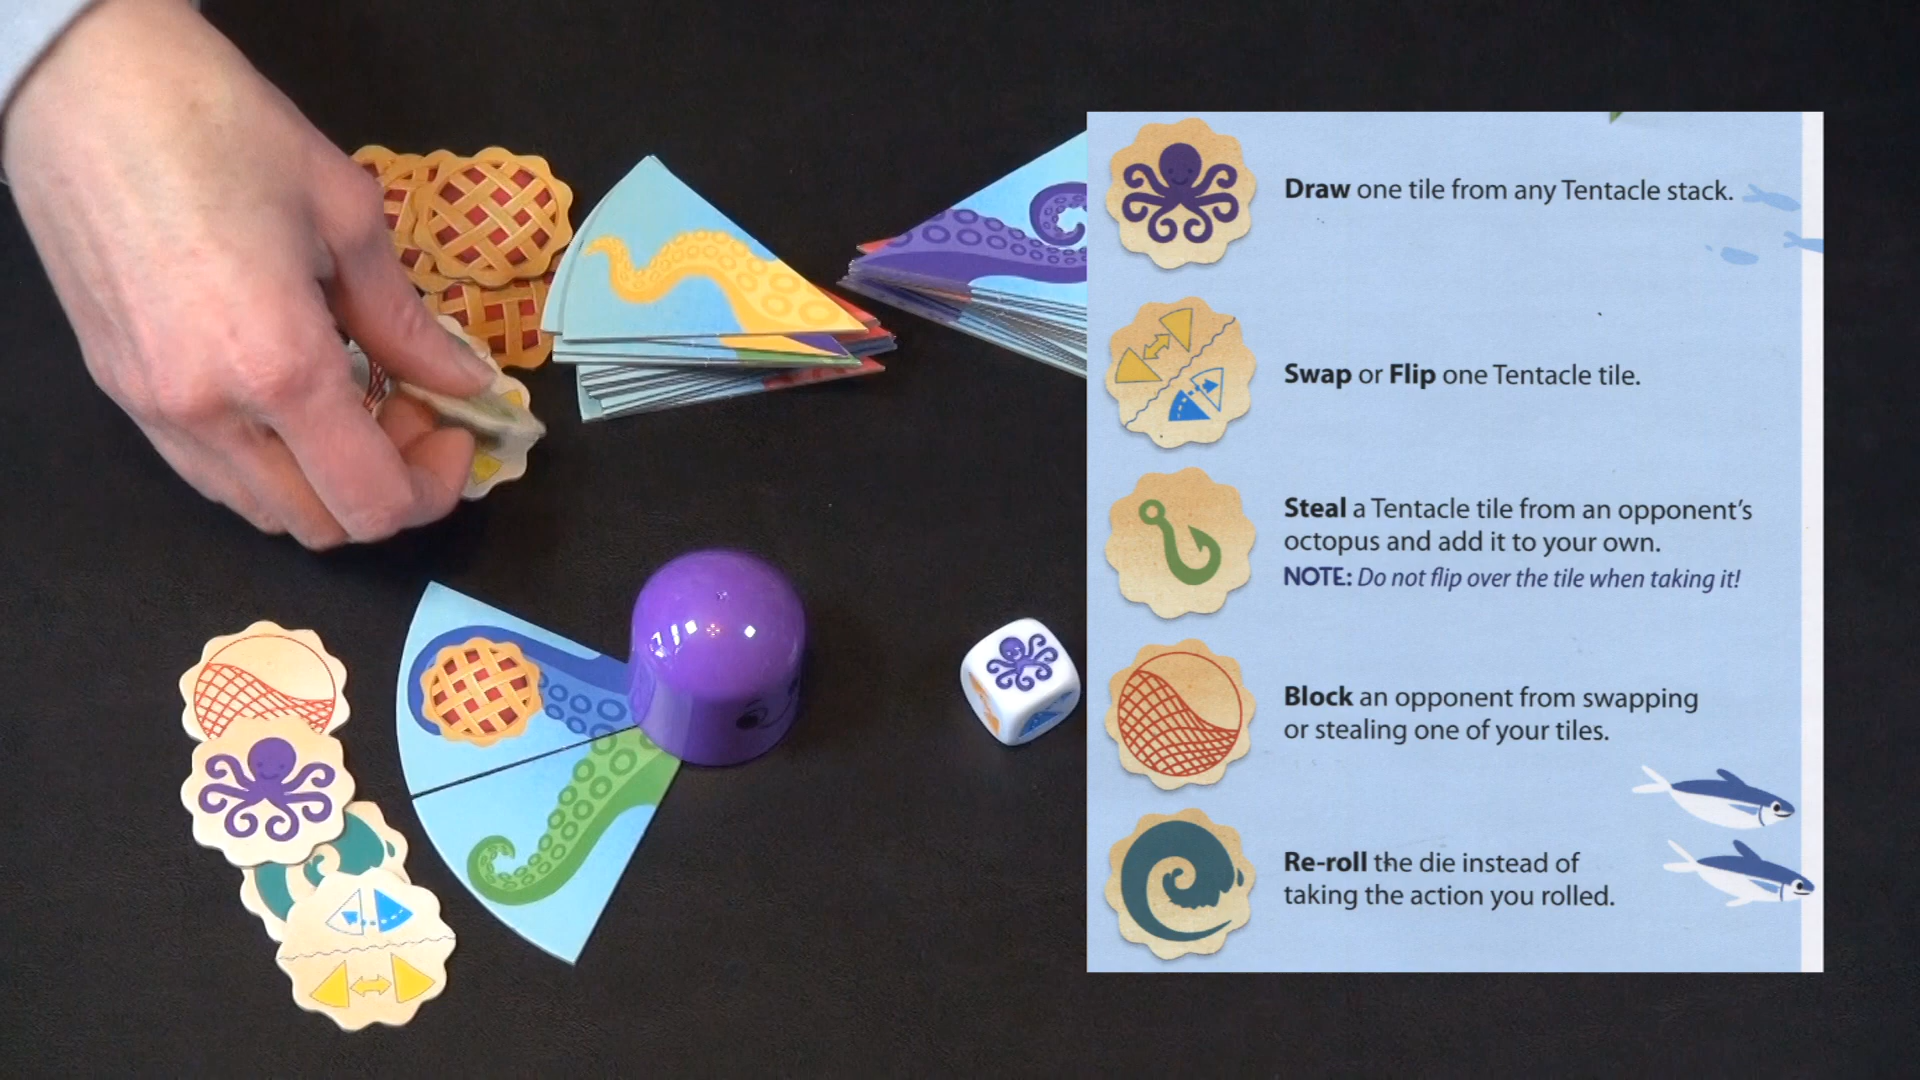 Draw one tile from any Tentacle stack.
Swap or Flip one Tentacle tile.
Steal a Tentacle tile from an opponent's
octopus and add it to your own.
NOTE: Do not flip over the tile when taking it!
Block an opponent from swapping
or stealing one of your tiles.
Re-roll the die instead of
taking the action you rolled.